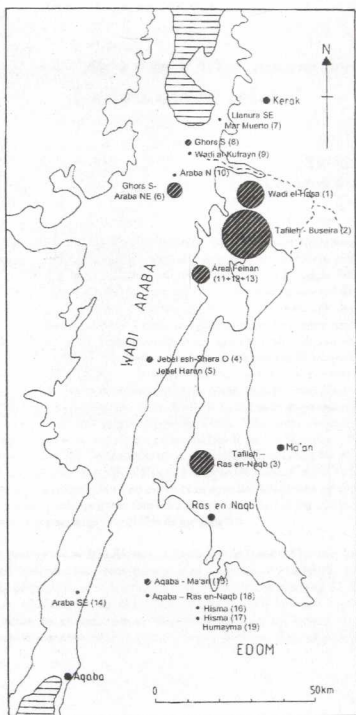 N
Kerak
Llanura SE
Mar Muerto (7)
Ghors S (8)
Wadi el-Kufrayn (9)
Araba N (10)
Ghors S-
Araba NE (6)
Wadi el-Hasa (1)
Tafileh - Buseira (2)
Area Feinan
(11+12+13)
WADI ARABA
Jebel esh-Shera O (4)
Jebel Harun (5)
Ma'an
Tafileh –
Ras en-Naqb (3)
Ras en Naqb
Aqaba - Ma'an (15)
Araba SE (14)
Aqaba - Ras en-Naqb (18)
Hisma (16)
Hisma (17)
Humayma (19)
EDOM
Aqaba
0 50km